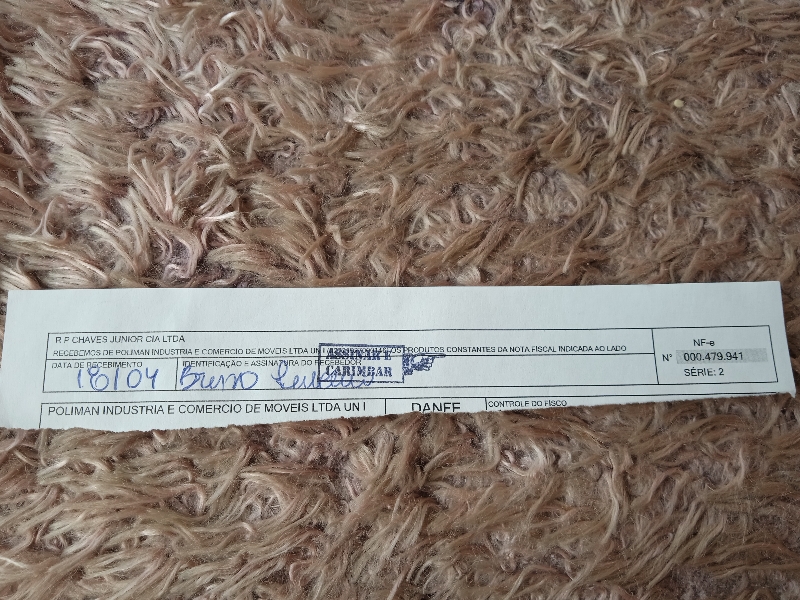 R P CHAVES JUNIOR CIA LTDA
RECEBEMOS DE POLIMAN INDUSTRIA E COMERCIO DE MOVEIS LTDA UN I PRODUTOS CONSTANTES DA NOTA FISCAL INDICADA AO LADO
DATA DE RECEBIMENTO
IDENTIFICAÇÃO E ASSINATURA DO RECEBEDOR
18/04
ASSINAR E
CARIMBAR
NF-e
N° 000.479.941
SÉRIE: 2
POLIMAN INDUSTRIA E COMERCIO DE MOVEIS LTDA UN I
DANFE
CONTROLE DO FISCO